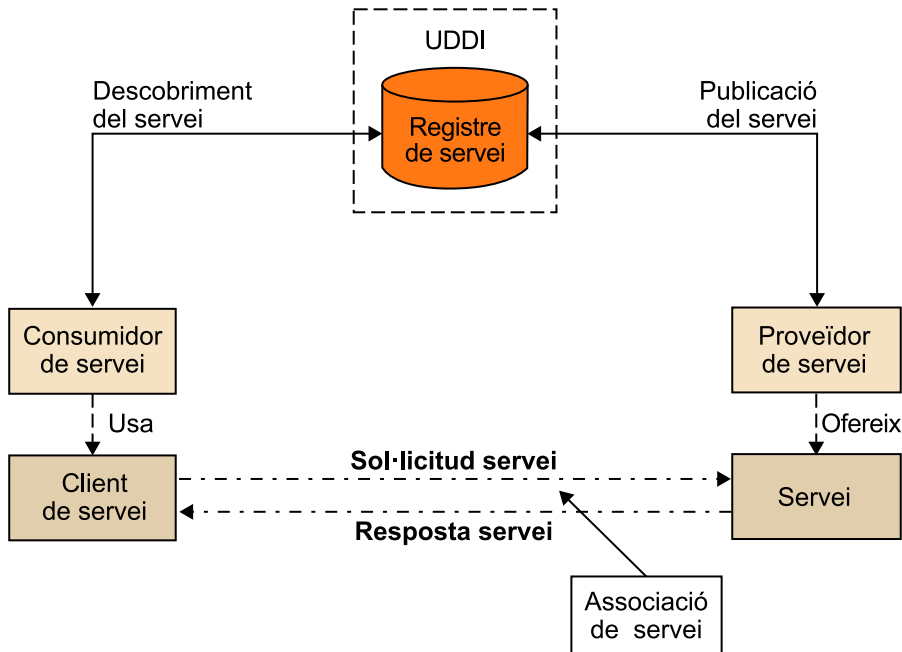 UDDI
Descobriment
del servei
Registre
de servei
Publicació
del servei
Consumidor
de servei
Proveïdor
de servei
Usa
Ofereix
Client
de servei
Sol·licitud servei
Servei
Resposta servei
Associació
de servei